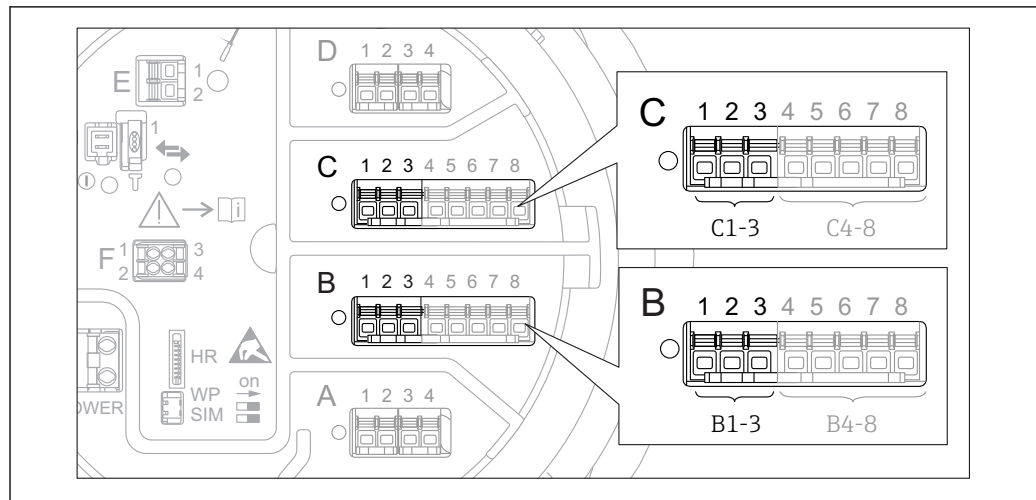 D 1 2 3 4
E 1
2
1
C 1 2 3 4 5 6 7 8
i
F 1 3
2 4
B 1 2 3 4 5 6 7 8
HR
WP on
SIM
A 1 2 3 4
C 1 2 3 4 5 6 7 8
C1-3 C4-8
B 1 2 3 4 5 6 7 8
B1-3 B4-8